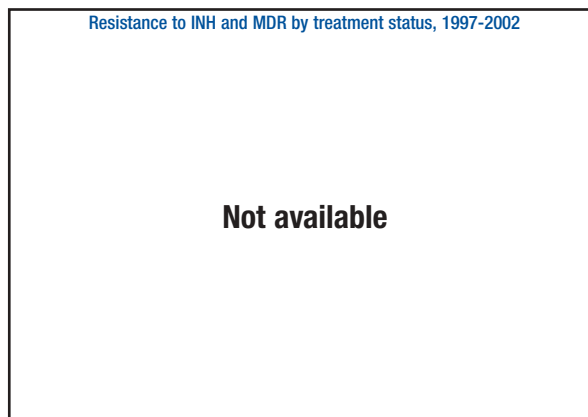 Resistance to INH and MDR by treatment status, 1997-2002
Not available